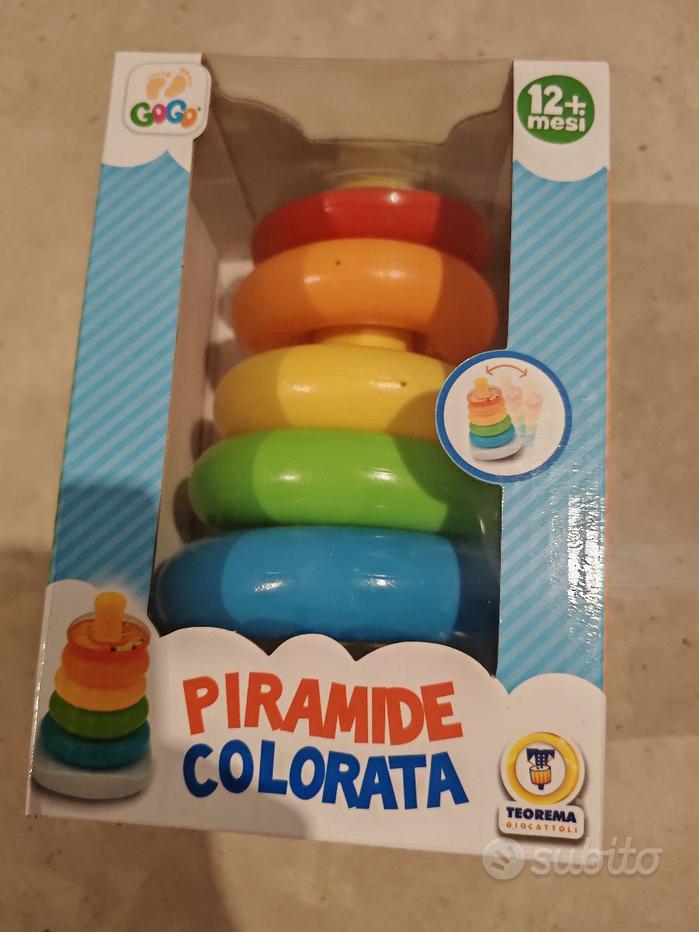 GOGO
12+
mesi
PIRAMIDE
COLORATA
TEOREMA
GIOCATTOLI
subito